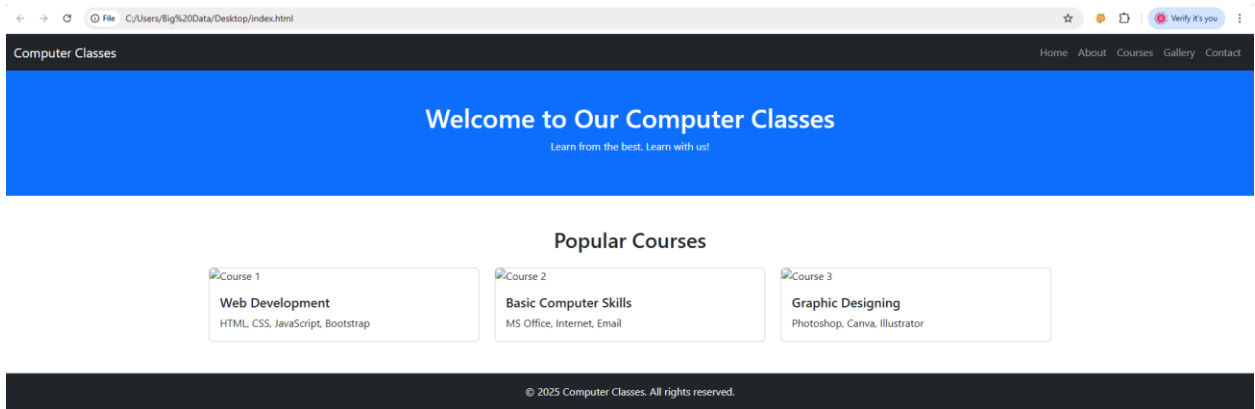 File C:/Users/Big%20Data/Desktop/index.html Verify it's you
Computer Classes Home About Courses Gallery Contact
Welcome to Our Computer Classes
Learn from the best. Learn with us!
Popular Courses
Course 1
Web Development
HTML, CSS, JavaScript, Bootstrap
Course 2
Basic Computer Skills
MS Office, Internet, Email
Course 3
Graphic Designing
Photoshop, Canva, Illustrator
© 2025 Computer Classes. All rights reserved.